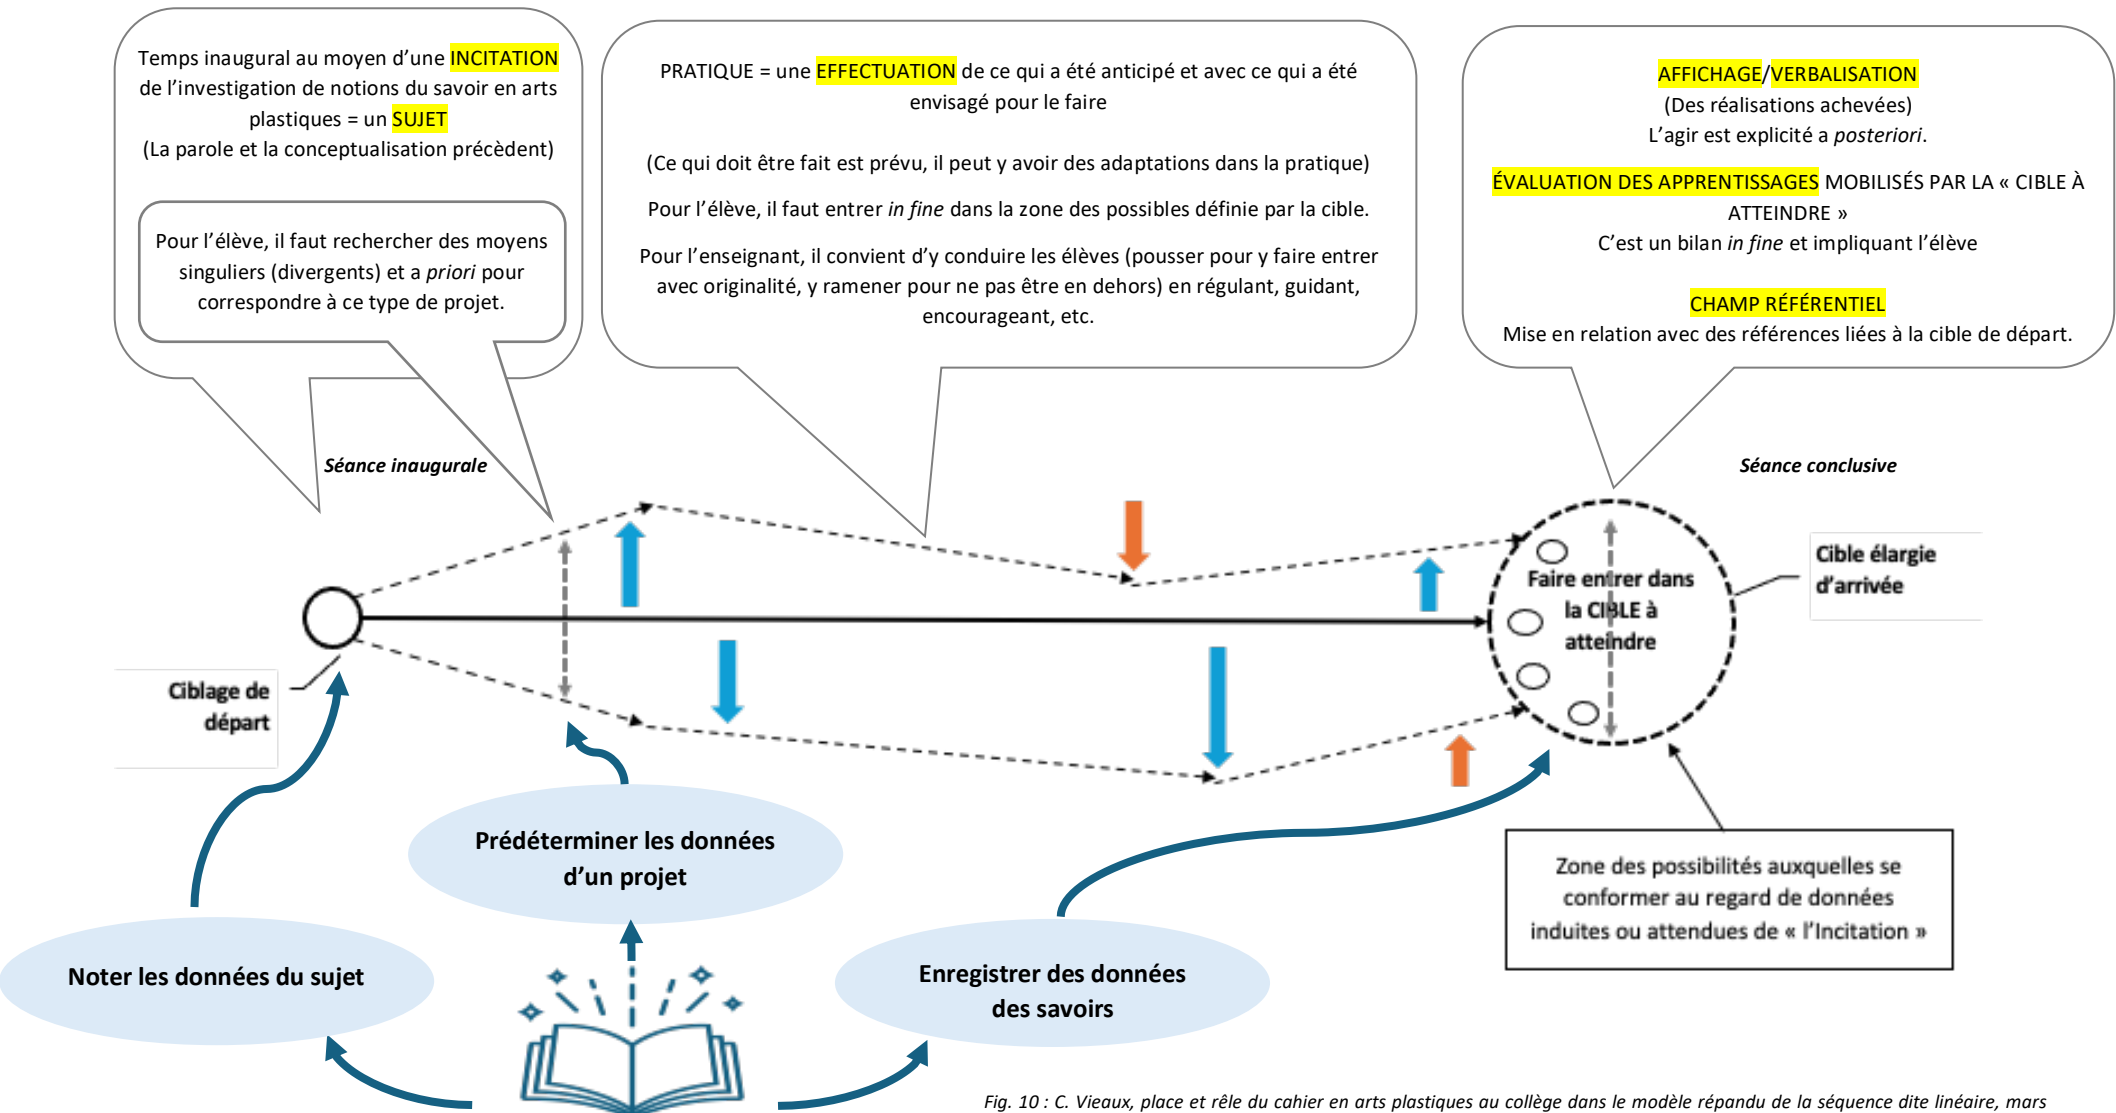 Temps inaugural au moyen d’une INCITATION
de l’investigation de notions du savoir en arts
plastiques = un SUJET
(La parole et la conceptualisation précèdent)
Pour l’élève, il faut rechercher des moyens
singuliers (divergents) et a priori pour
correspondre à ce type de projet.
PRATIQUE = une EFFECTUATION de ce qui a été anticipé et avec ce qui a été
envisagé pour le faire
(Ce qui doit être fait est prévu, il peut y avoir des adaptations dans la pratique)
Pour l’élève, il faut entrer in fine dans la zone des possibles définie par la cible.
Pour l’enseignant, il convient d’y conduire les élèves (pousser pour y faire entrer
avec originalité, y ramener pour ne pas être en dehors) en régulant, guidant,
encourageant, etc.
AFFICHAGE/VERBALISATION
(Des réalisations achevées)
L’agir est explicité a posteriori.
ÉVALUATION DES APPRENTISSAGES MOBILISÉS PAR LA « CIBLE À
ATTEINDRE »
C’est un bilan in fine et impliquant l’élève
CHAMP RÉFÉRENTIEL
Mise en relation avec des références liées à la cible de départ.
Séance inaugurale
Séance conclusive
Ciblage de
départ
Faire entrer dans
la CIBLE à
atteindre
Cible élargie
d’arrivée
Zone des possibilités auxquelles se
conformer au regard de données
induites ou attendues de « l’Incitation »
Noter les données du sujet
Prédéterminer les données
d’un projet
Enregistrer des données
des savoirs
Fig. 10 : C. Vieaux, place et rêle du cahier en arts plastiques au collège dans le modèle répandu de la séquence dite linéaire, mars